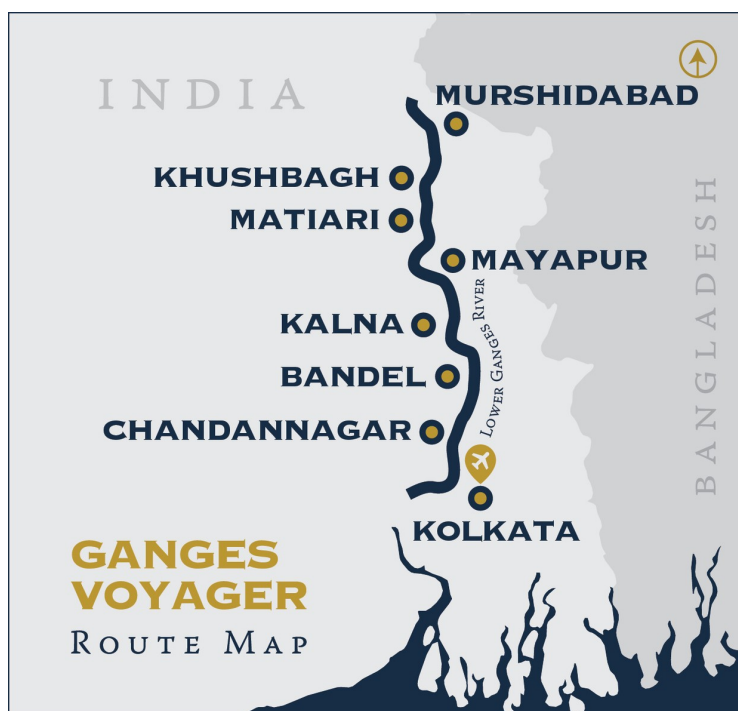 INDIA
MURSHIDABAD
KHUSHBAGH
MATIARI
MAYAPUR
BANGLADESH
KALNA
LOWER GANGES RIVER
BANDEL
CHANDANNAGAR
KOLKATA
GANGES
VOYAGER
ROUTE MAP